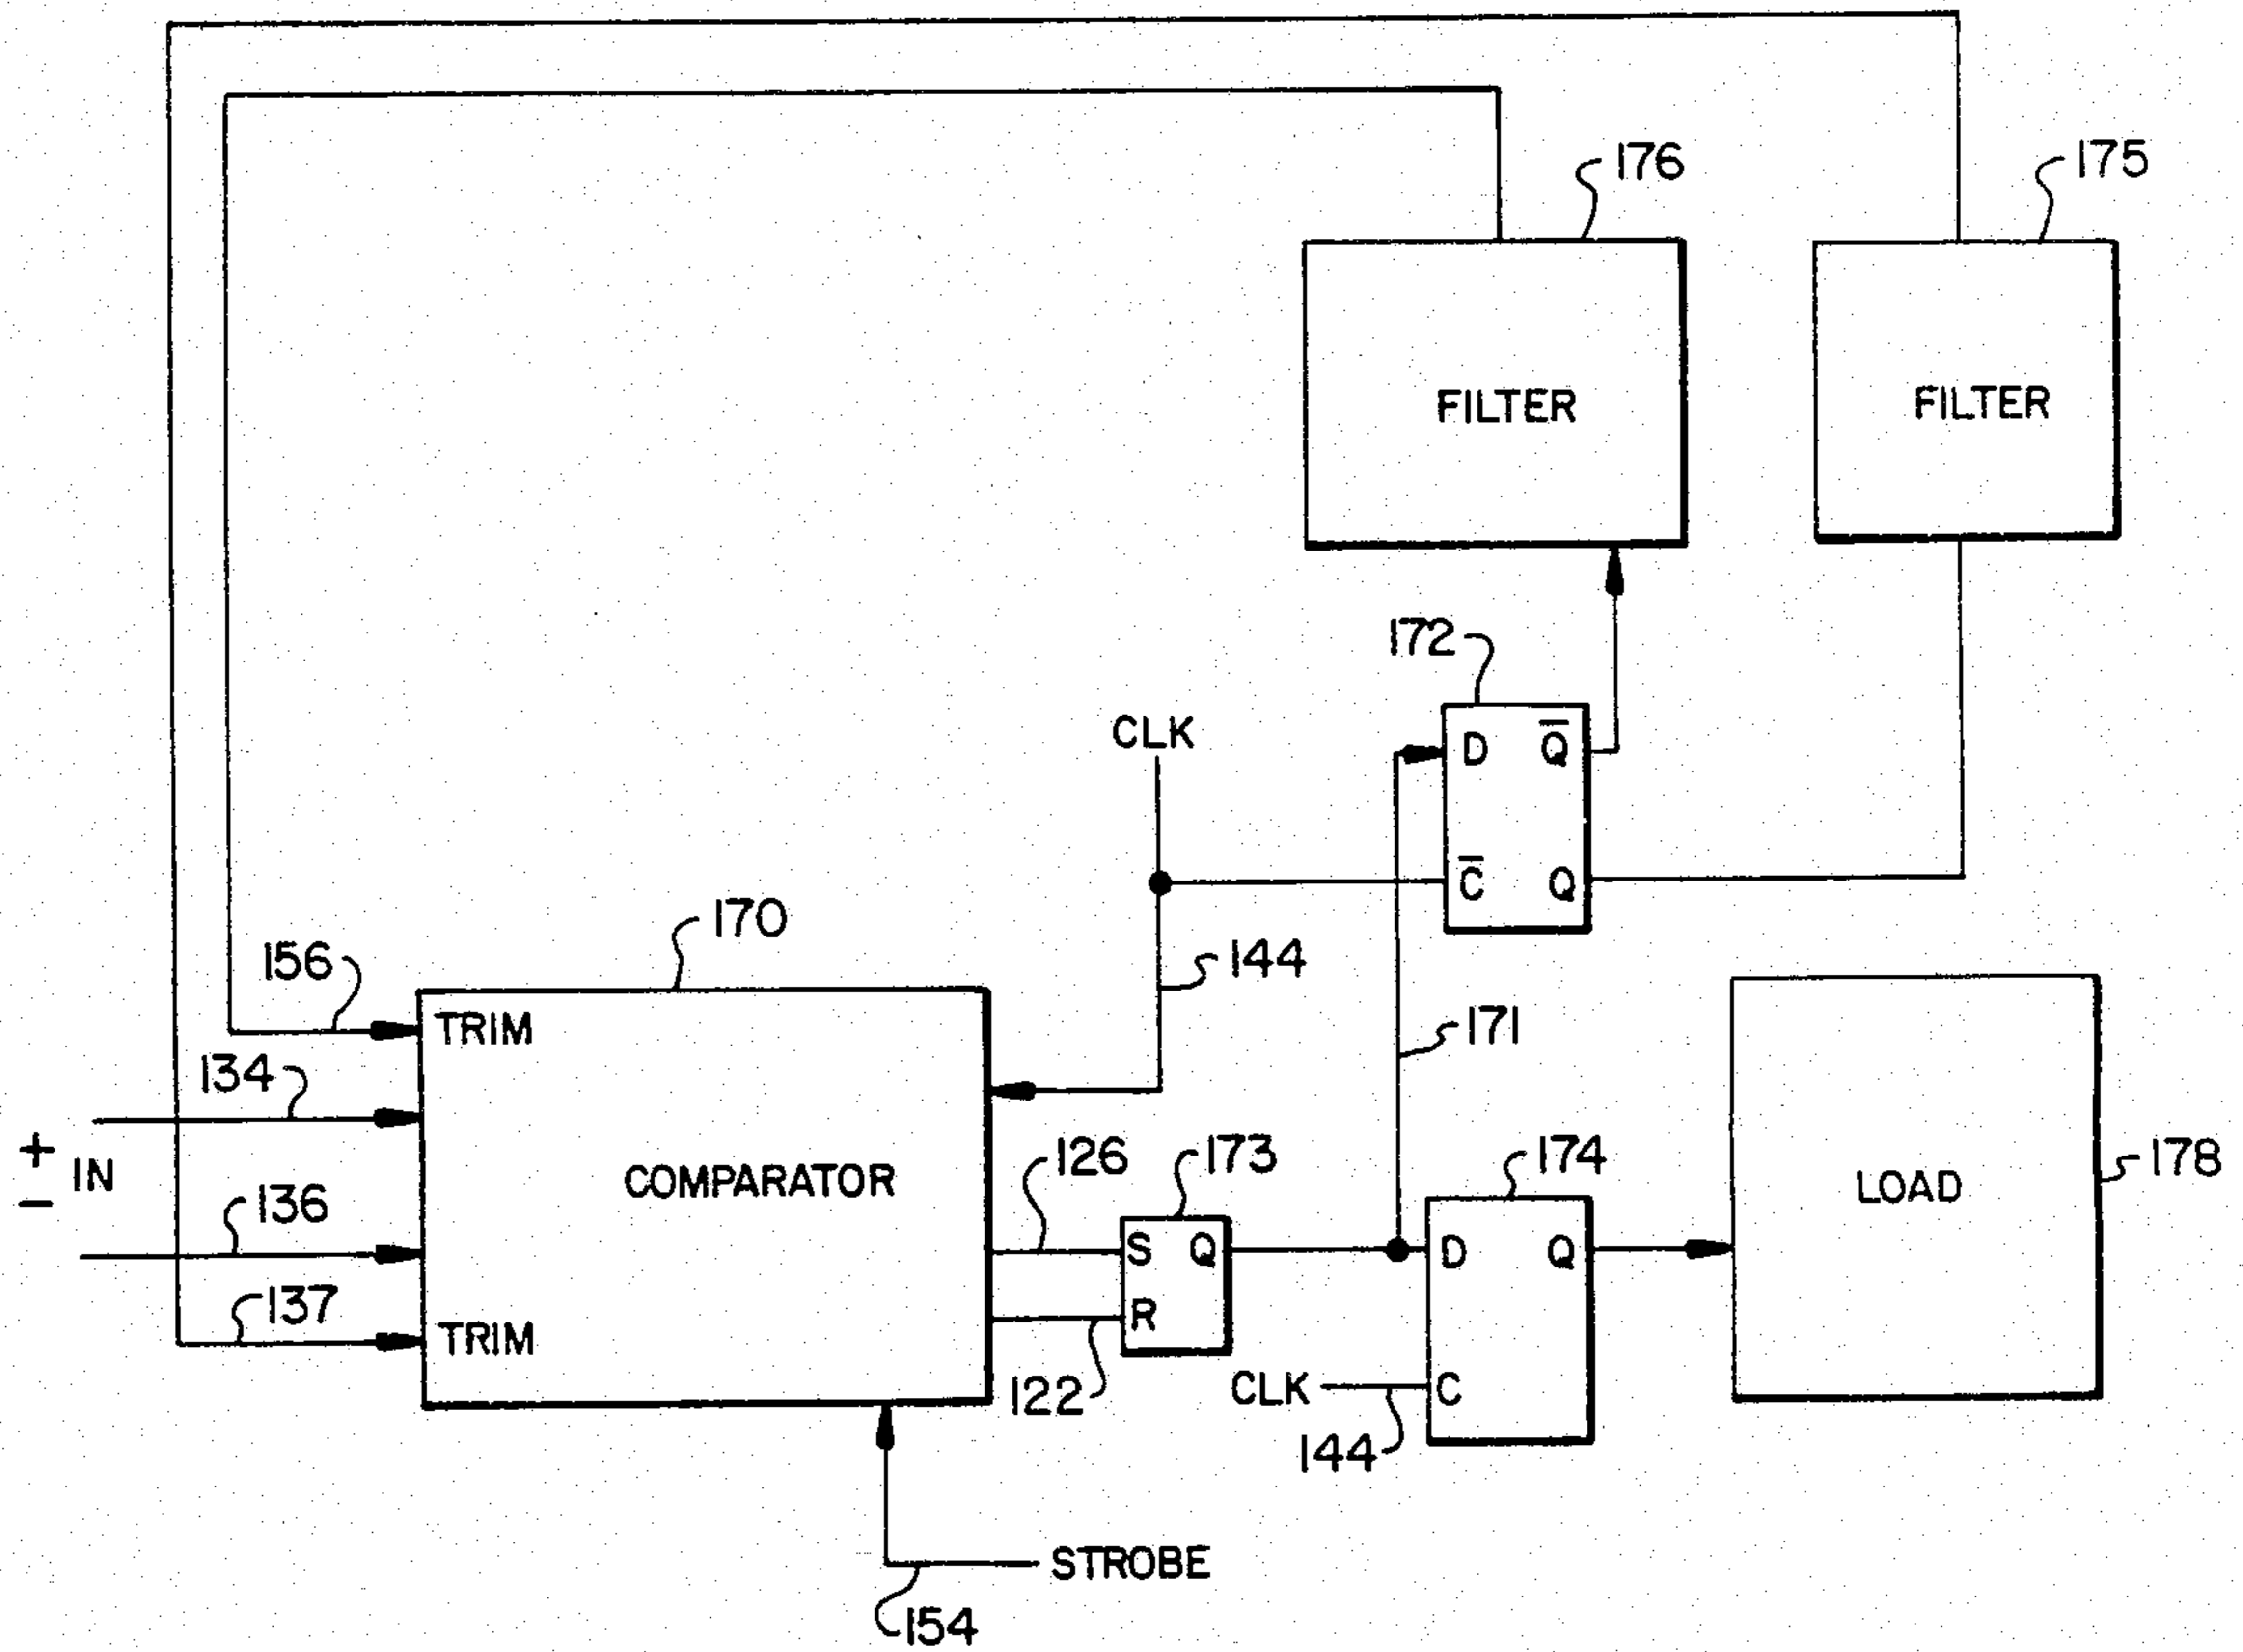 176
175
FILTER
FILTER
172
CLK
D
Q̅
C̅
Q
170
144
156
TRIM
171
134
+
IN
−
COMPARATOR
126
173
174
178
LOAD
136
S
Q
D
Q
137
R
TRIM
122
CLK
C
144
STROBE
154